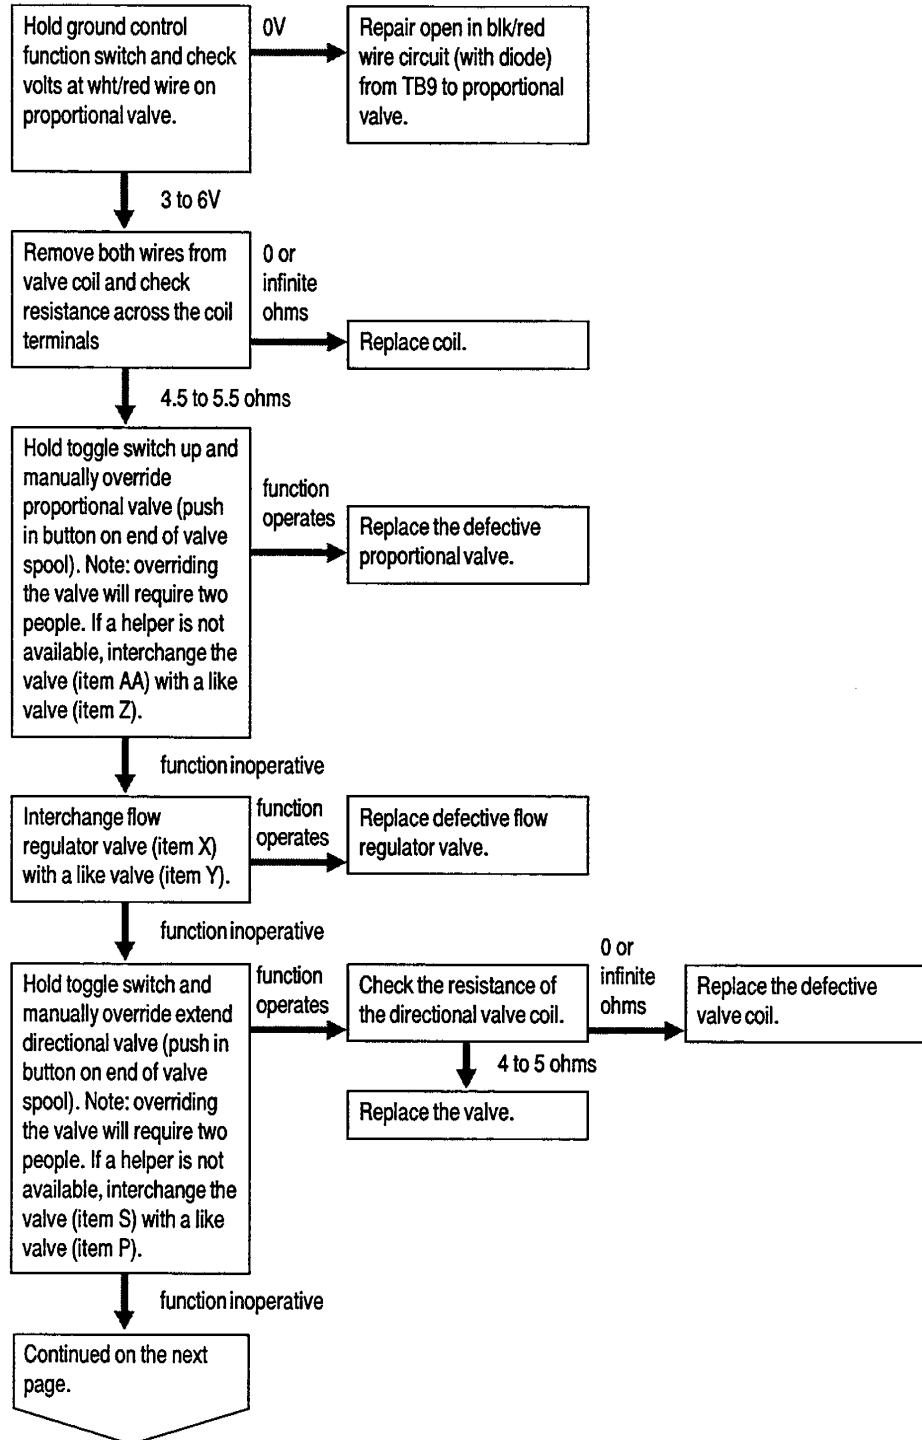 Hold ground control
function switch and check
volts at wht/red wire on
proportional valve.
0V
Repair open in blk/red
wire circuit (with diode)
from TB9 to proportional
valve.
3 to 6V
Remove both wires from
valve coil and check
resistance across the coil
terminals
0 or
infinite
ohms
Replace coil.
4.5 to 5.5 ohms
Hold toggle switch up and
manually override
proportional valve (push
in button on end of valve
spool). Note: overriding
the valve will require two
people. If a helper is not
available, interchange the
valve (item AA) with a like
valve (item Z).
function
operates
Replace the defective
proportional valve.
function inoperative
Interchange flow
regulator valve (item X)
with a like valve (item Y).
function
operates
Replace defective flow
regulator valve.
function inoperative
Hold toggle switch and
manually override extend
directional valve (push in
button on end of valve
spool). Note: overriding
the valve will require two
people. If a helper is not
available, interchange the
valve (item S) with a like
valve (item P).
function
operates
Check the resistance of
the directional valve coil.
0 or
infinite
ohms
Replace the defective
valve coil.
4 to 5 ohms
Replace the valve.
function inoperative
Continued on the next
page.